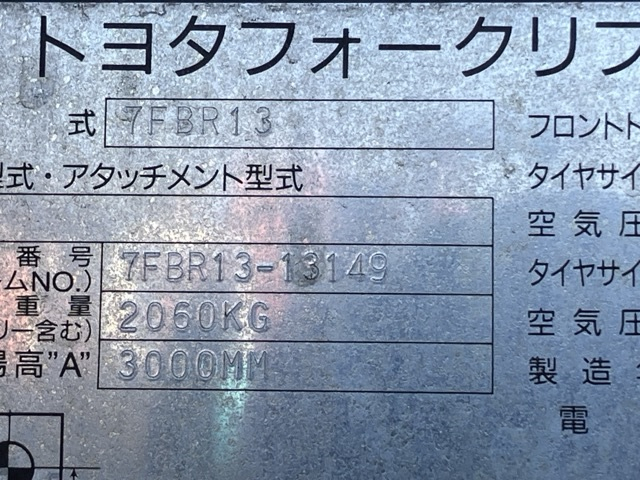 トヨタフォークリフ
式 7FBR13 フロントト
型式・アタッチメント型式 タイヤサイ
空気圧
番号 7FBR13-13149 タイヤサイ
ムNO.)
重量 2060KG 空気圧
リー含む)
揚高"A" 3000MM 製造
電